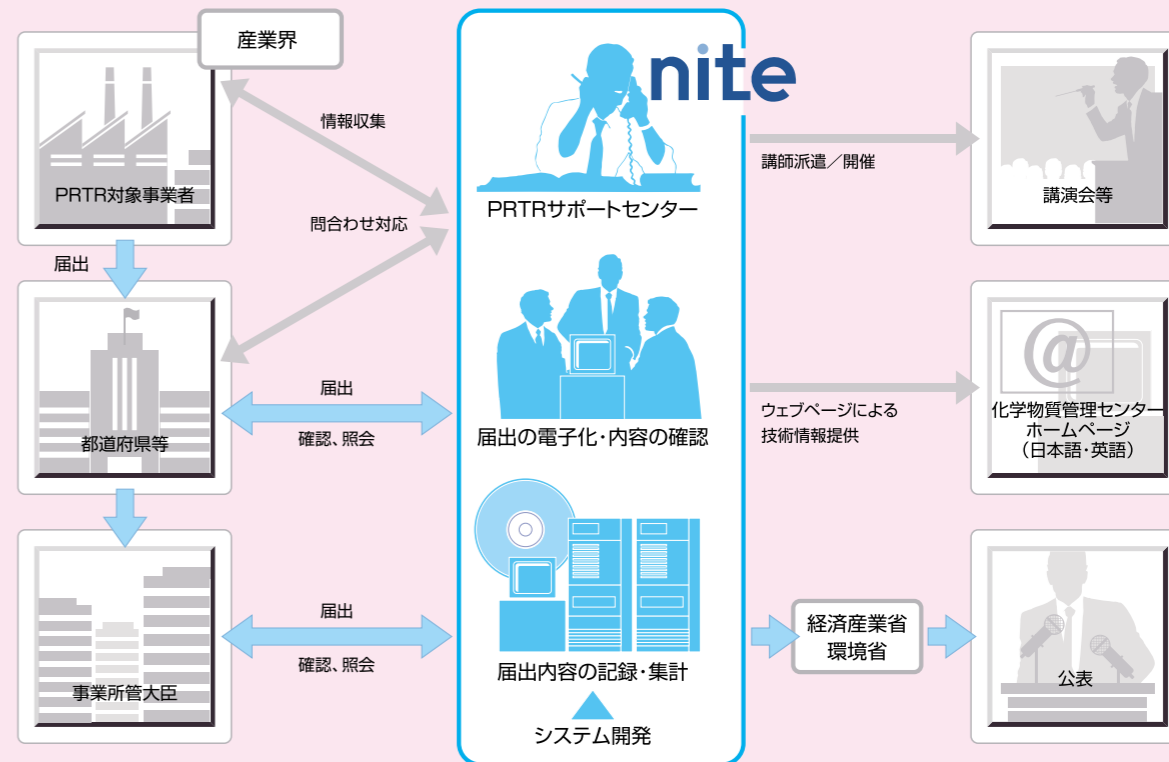 産業界
PRTR対象事業者
届出
都道府県等
事業所管大臣
情報収集
問合わせ対応
届出
確認、照会
届出
確認、照会
nite
PRTRサポートセンター
届出の電子化・内容の確認
届出内容の記録・集計
システム開発
講師派遣／開催
講演会等
ウェブページによる
技術情報提供
@
化学物質管理センター
ホームページ
（日本語・英語）
経済産業省
環境省
公表